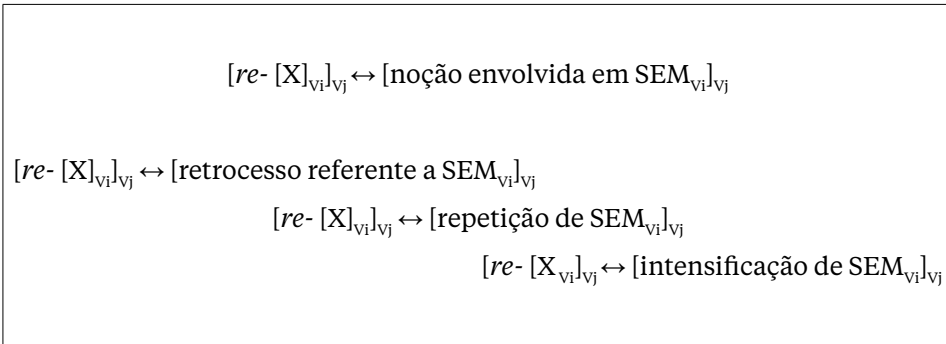 [re- [X]Vi]Vj ↔ [noção envolvida em SEMVi]Vj
[re- [X]Vi]Vj ↔ [retrocesso referente a SEMVi]Vj
[re- [X]Vi]Vj ↔ [repetição de SEMVi]Vj
[re- [XVi]Vj ↔ [intensificação de SEMVi]Vj